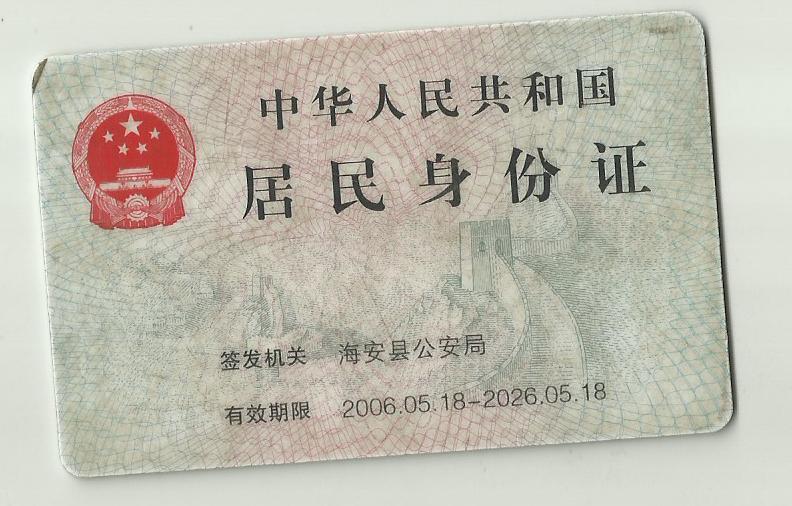 中华人民共和国
居民身份证
签发机关 海安县公安局
有效期限 2006.05.18-2026.05.18